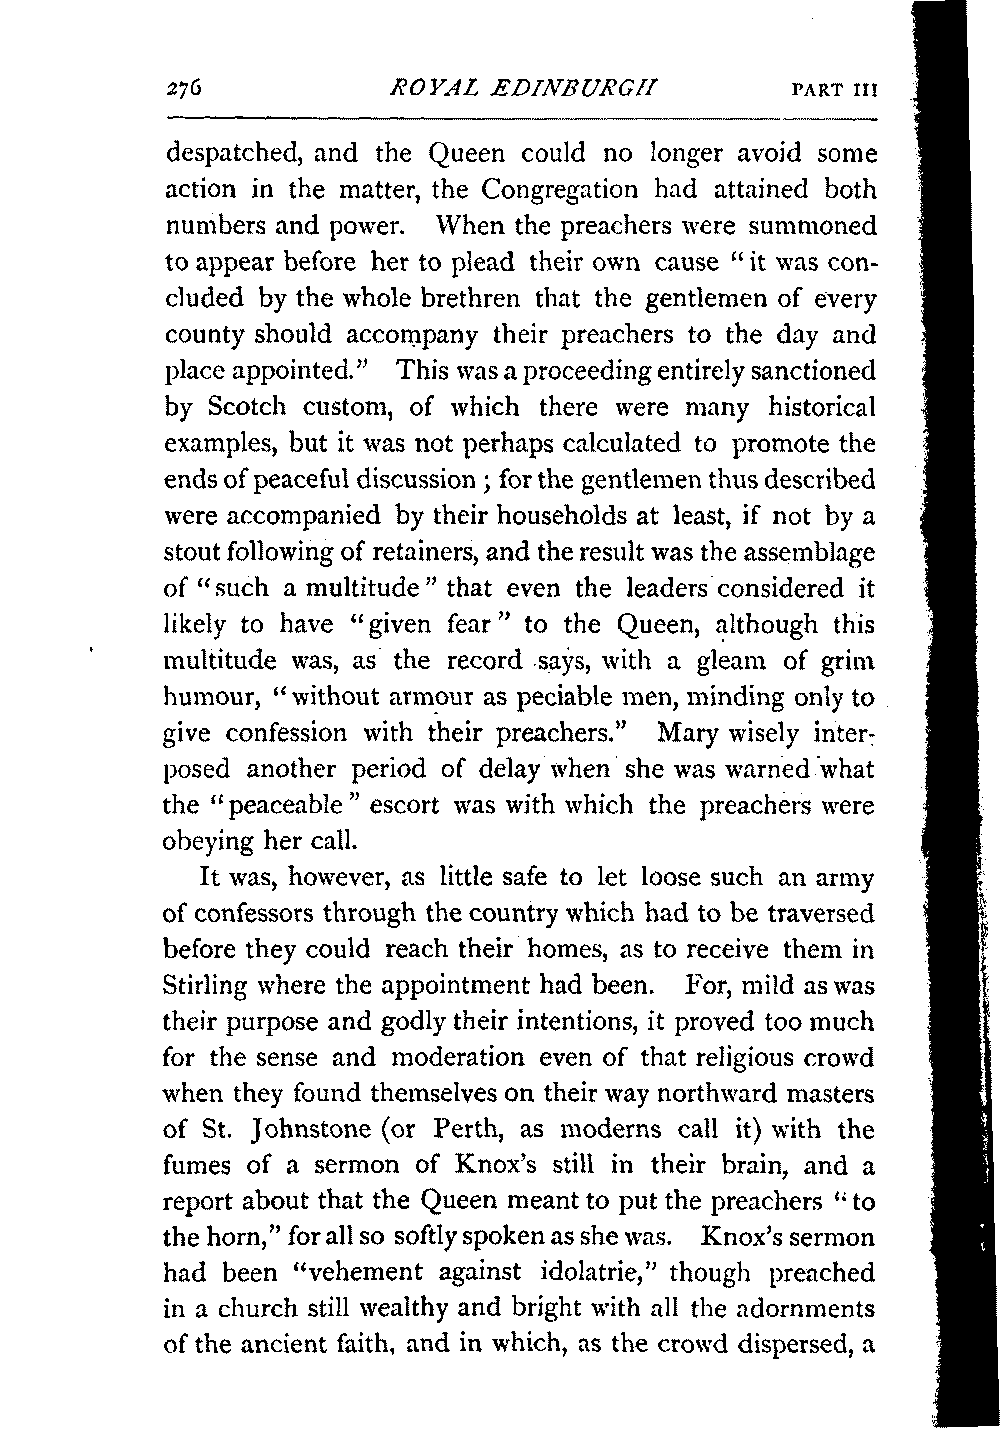 276 ROYAL EDINBURGH PART III
despatched, and the Queen could no longer avoid some
action in the matter, the Congregation had attained both
numbers and power. When the preachers were summoned
to appear before her to plead their own cause “it was con-
cluded by the whole brethren that the gentlemen of every
county should accompany their preachers to the day and
place appointed.” This was a proceeding entirely sanctioned
by Scotch custom, of which there were many historical
examples, but it was not perhaps calculated to promote the
ends of peaceful discussion ; for the gentlemen thus described
were accompanied by their households at least, if not by a
stout following of retainers, and the result was the assemblage
of “such a multitude” that even the leaders considered it
likely to have “given fear” to the Queen, although this
multitude was, as the record says, with a gleam of grim
humour, “without armour as peciable men, minding only to
give confession with their preachers.” Mary wisely inter-
posed another period of delay when she was warned what
the “peaceable” escort was with which the preachers were
obeying her call.
It was, however, as little safe to let loose such an army
of confessors through the country which had to be traversed
before they could reach their homes, as to receive them in
Stirling where the appointment had been. For, mild as was
their purpose and godly their intentions, it proved too much
for the sense and moderation even of that religious crowd
when they found themselves on their way northward masters
of St. Johnstone (or Perth, as moderns call it) with the
fumes of a sermon of Knox’s still in their brain, and a
report about that the Queen meant to put the preachers “to
the horn,” for all so softly spoken as she was. Knox’s sermon
had been “vehement against idolatrie,” though preached
in a church still wealthy and bright with all the adornments
of the ancient faith, and in which, as the crowd dispersed, a